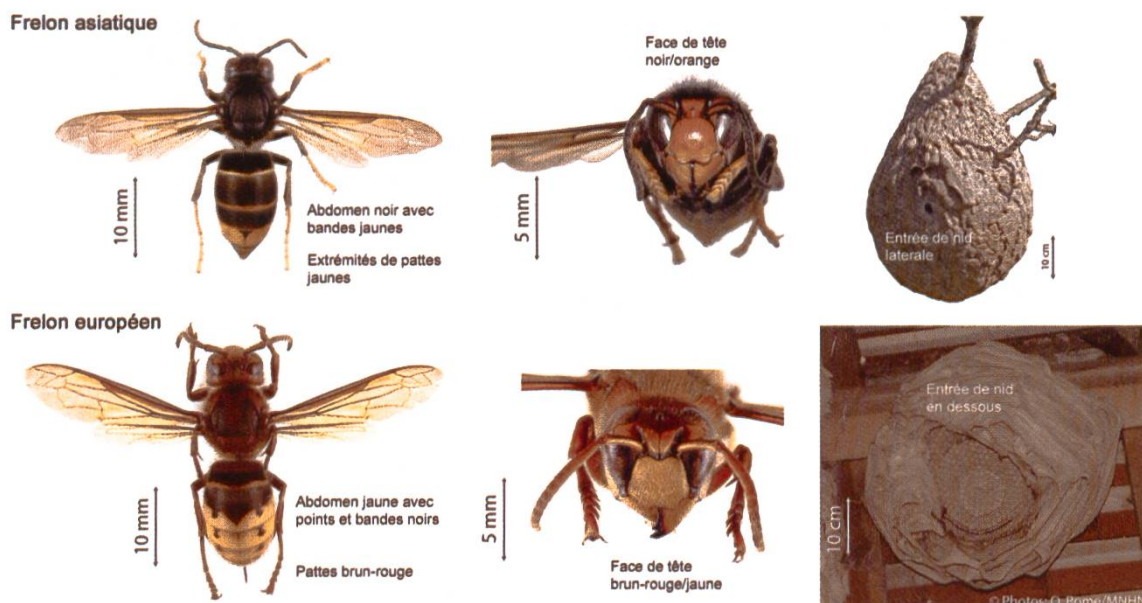 Frelon asiatique
10 mm
Abdomen noir avec
bandes jaunes
Extrémités de pattes
jaunes
Face de tête
noir/orange
5 mm
Entrée de nid
laterale
10 cm
Frelon européen
10 mm
Abdomen jaune avec
points et bandes noirs
Pattes brun-rouge
5 mm
Face de tête
brun-rouge/jaune
Entrée de nid
en dessous
10 cm
© Photos: Q. Rome/MNHN